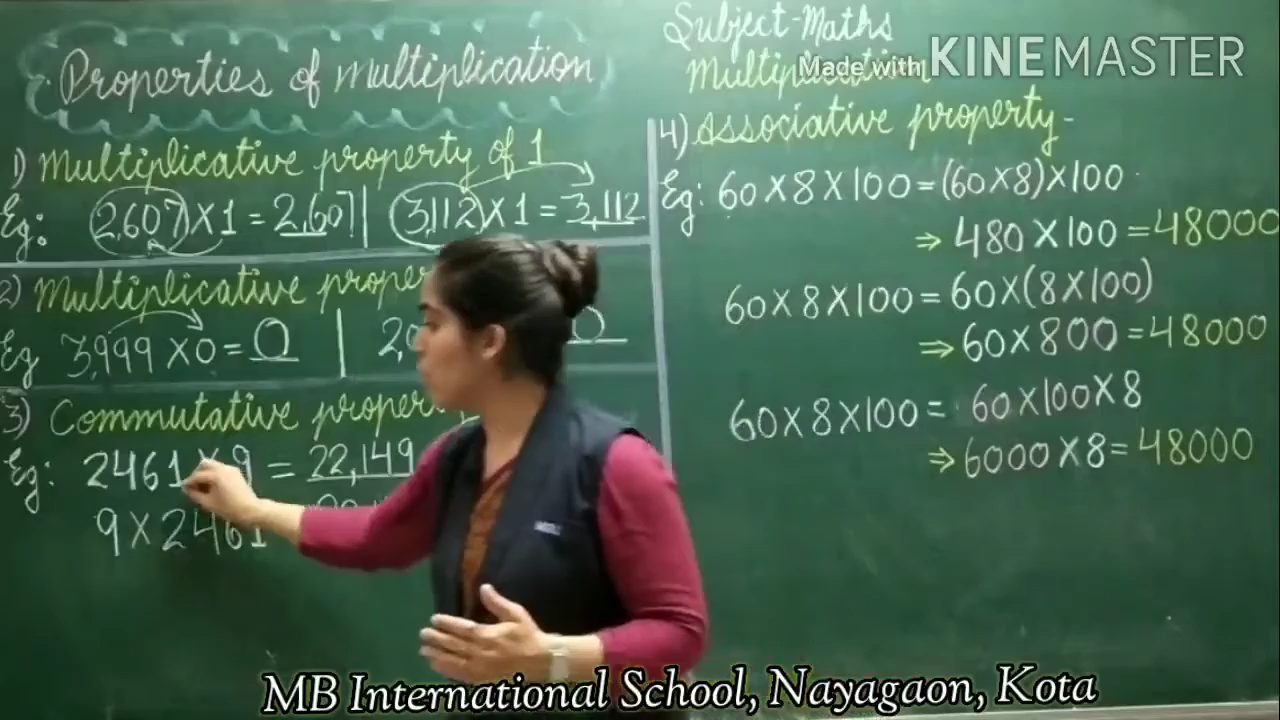 Properties of Multiplication
1) Multiplicative property of 1
Eg: 2,607 X 1 = 2,607 | 3,112 X 1 = 3,112
2) Multiplicative
Eg 3,999 X 0 = 0 | 0
3) Commutative property
Eg: 2461 X 9 = 22,149
9 X 2461
Subject-Maths
Multiplication
Made with KINEMASTER
4) Associative property-
Eg: 60 X 8 X 100 = (60 X 8) X 100
⇒ 480 X 100 = 48000
60 X 8 X 100 = 60 X (8 X 100)
⇒ 60 X 800 = 48000
60 X 8 X 100 = 60 X 100 X 8
⇒ 6000 X 8 = 48000
MB International School, Nayagaon, Kota